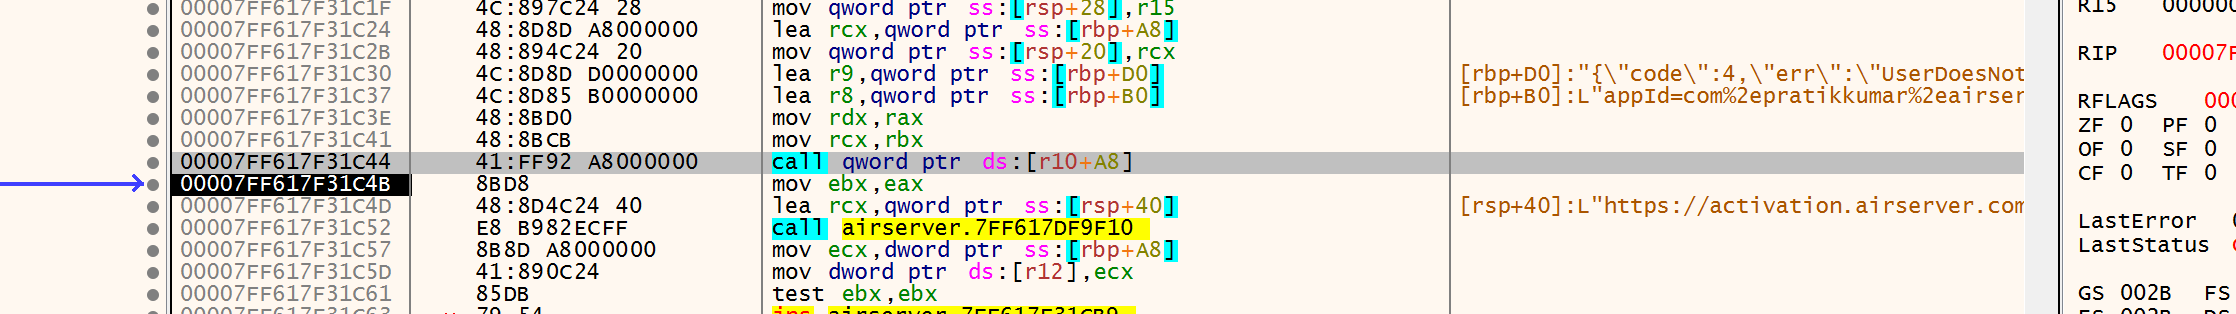 00007FF617F31C1F 4C:897C24 28 mov qword ptr ss:[rsp+28],r15 R15 000000
00007FF617F31C24 48:8D8D A8000000 lea rcx,qword ptr ss:[rbp+A8]
00007FF617F31C2B 48:894C24 20 mov qword ptr ss:[rsp+20],rcx RIP 00007F
00007FF617F31C30 4C:8D8D D0000000 lea r9,qword ptr ss:[rbp+D0] [rbp+D0]:"{\"code\":4,\"err\":\"UserDoesNot
00007FF617F31C37 4C:8D85 B0000000 lea r8,qword ptr ss:[rbp+B0] [rbp+B0]:L"appId=com%2epratikkumar%2eairser RFLAGS 000
00007FF617F31C3E 48:8BD0 mov rdx,rax ZF 0 PF 0
00007FF617F31C41 48:8BCB mov rcx,rbx OF 0 SF 0
00007FF617F31C44 41:FF92 A8000000 call qword ptr ds:[r10+A8] CF 0 TF 0
00007FF617F31C4B 8BD8 mov ebx,eax
00007FF617F31C4D 48:8D4C24 40 lea rcx,qword ptr ss:[rsp+40] [rsp+40]:L"https://activation.airserver.com LastError
00007FF617F31C52 E8 B982ECFF call airserver.7FF617DF9F10 LastStatus
00007FF617F31C57 8B8D A8000000 mov ecx,dword ptr ss:[rbp+A8]
00007FF617F31C5D 41:890C24 mov dword ptr ds:[r12],ecx
00007FF617F31C61 85DB test ebx,ebx GS 002B FS